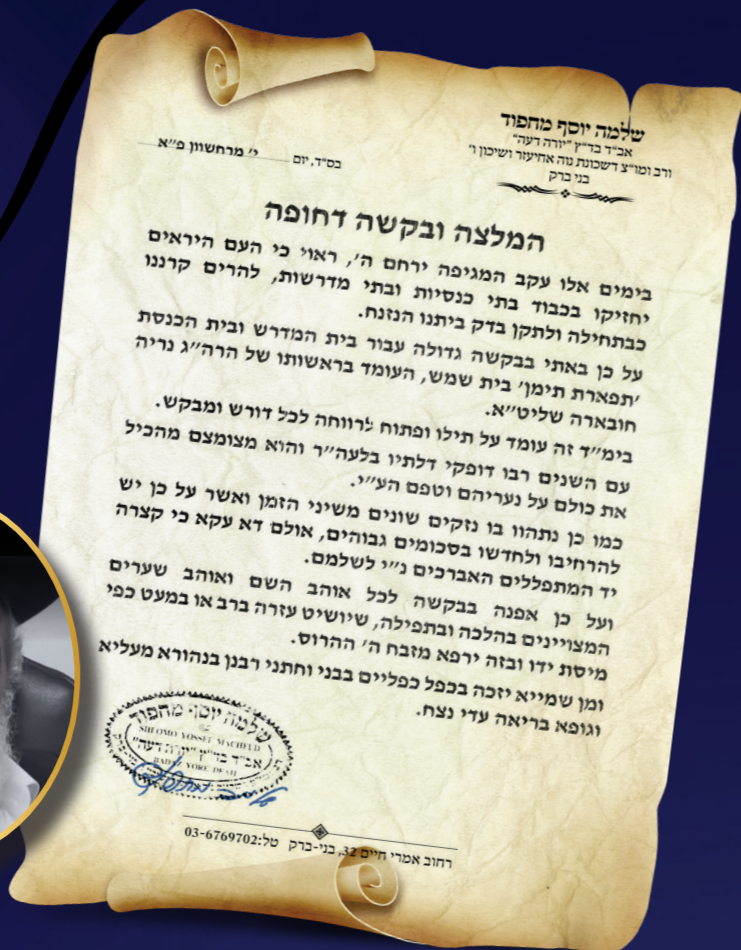 שלמה יוסף מחפוד
אב״ד בד״ץ "יורה דעה"
ורב ומו״צ דשכונת נוה אחיעזר ושיכון ו'
בני ברק
בס״ד, יום י׳ מרחשוון פ״א
המלצה ובקשה דחופה
בימים אלו עקב המגיפה ירחם ה׳, ראוי כי העם היראים
יחזיקו בכבוד בתי כנסיות ובתי מדרשות, להרים קרננו
כבתחילה ולתקן בדק ביתנו הנזנח.
על כן באתי בבקשה גדולה עבור בית המדרש ובית הכנסת
׳תפארת תימן׳ בית שמש, העומד בראשותו של הרה״ג נריה
חובארה שליט״א.
בימ״ד זה עומד על תילו ופתוח לרווחה לכל דורש ומבקש.
עם השנים רבו דופקי דלתיו בלעה״ר והוא מצומצם מהכיל
את כולם על נעריהם וטפם הע״י.
כמו כן נתהוו בו נזקים שונים משיני הזמן ואשר על כן יש
להרחיבו ולחדשו בסכומים גבוהים, אולם דא עקא כי קצרה
יד המתפללים האברכים נ״י לשלמם.
ועל כן אפנה בבקשה לכל אוהב השם ואוהב שערים
המצויינים בהלכה ובתפילה, שיושיט עזרה ברב או במעט כפי
מיסת ידו ובזה ירפא מזבח ה׳ ההרוס.
ומן שמייא יזכה בכפל כפליים בבני וחתני רבנן בנהורא מעליא
וגופא בריאה עדי נצח.
שלמה יוסף מחפוד
SHLOMO YOSSEF MACHFUD
אב״ד בד״ץ "יורה דעה"
BADATZ YORE DEAH
רחוב אמרי חיים 32, בני-ברק טל:03-6769702